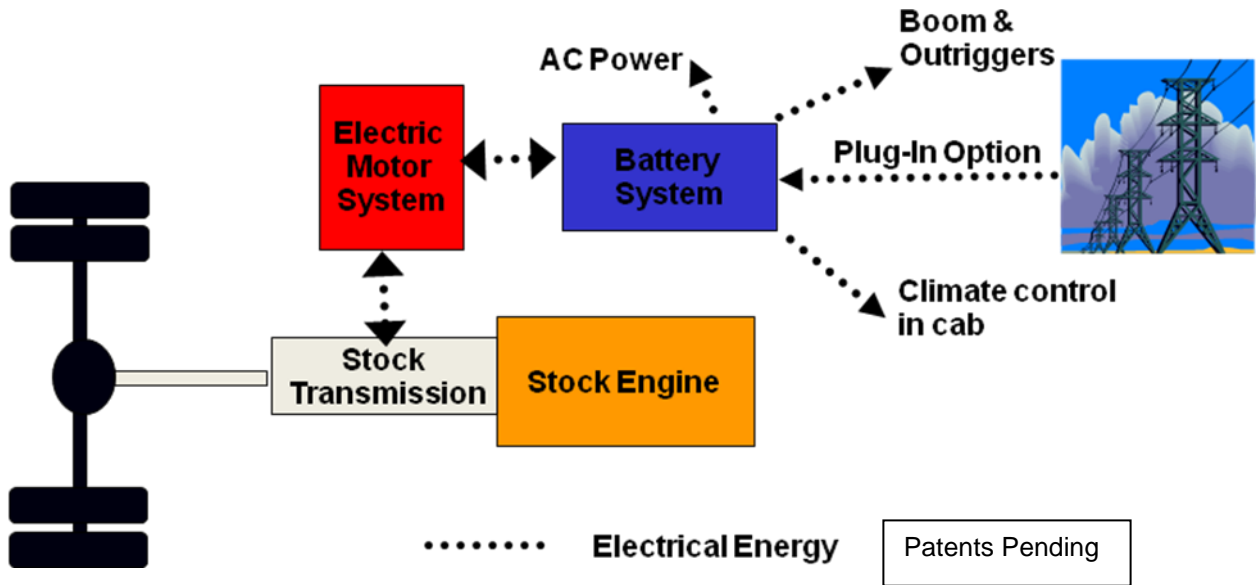 Boom &
Outriggers
AC Power
Electric
Motor
System
Battery
System
Plug-In Option
Climate control
in cab
Stock
Transmission
Stock Engine
Electrical Energy
Patents Pending